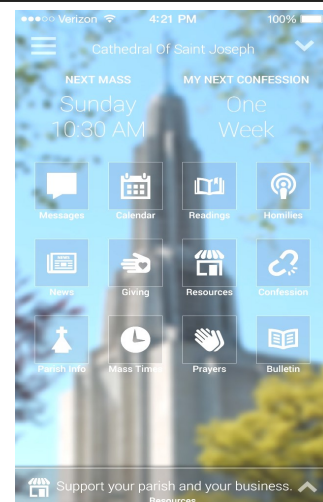 Verizon 4:21 PM 100%
Cathedral Of Saint Joseph
NEXT MASS MY NEXT CONFESSION
Sunday One
10:30 AM Week
Messages Calendar Readings Homilies
NEWS
News Giving Resources Confession
Parish Info Mass Times Prayers Bulletin
Support your parish and your business.
Resources